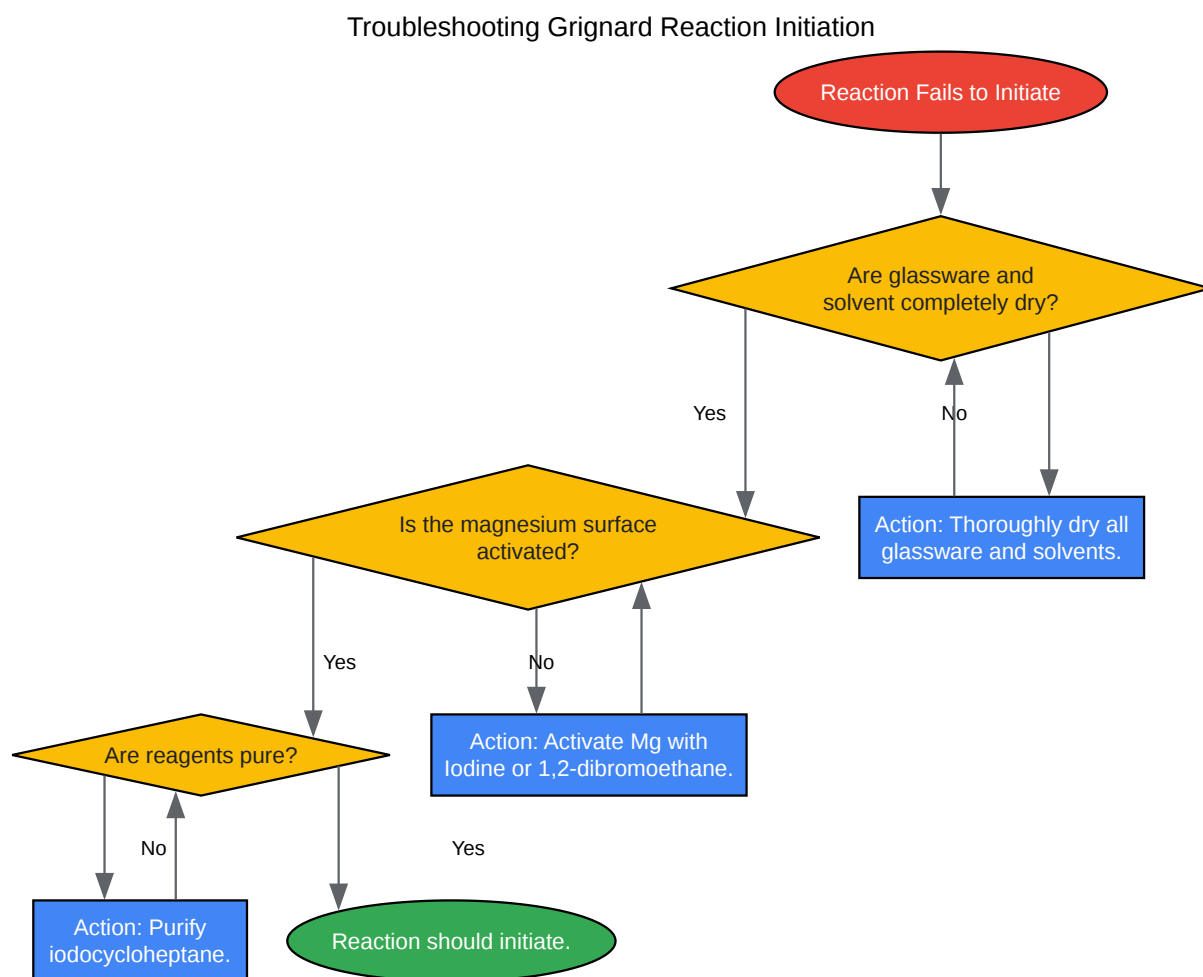 Troubleshooting Grignard Reaction Initiation
Reaction Fails to Initiate
Are glassware and
solvent completely dry?
Yes
No
Action: Thoroughly dry all
glassware and solvents.
Is the magnesium surface
activated?
Yes
No
Action: Activate Mg with
Iodine or 1,2-dibromoethane.
Are reagents pure?
No
Yes
Action: Purify
iodocycloheptane.
Reaction should initiate.